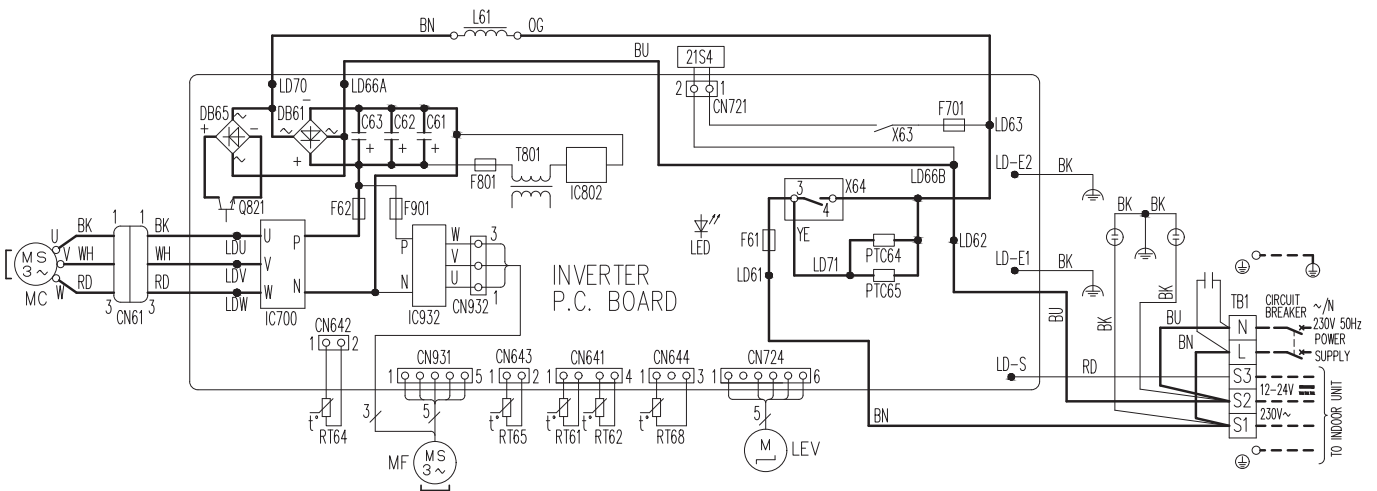 BN L61 OG
BU
21S4
LD70 LD66A
2 1
CN721
DB65 DB61
~ − ~
+ − ~ +
C63 C62 C61
+ + +
F701
X63
LD63
T801
F801
IC802
LD66B
LD-E2 BK
Q821
F62 F901
3 X64
4
YE
LED
F61
PTC64
LD71
PTC65
LD62
LD61
LD-E1 BK
BK BK
U BK 1 1 BK U P
MS 3~ V WH WH V
W RD RD W N
MC
3 CN61 3
LDU
LDV
LDW
IC700
P W 3
V
N U 1
IC932 CN932
INVERTER
P.C. BOARD
BU
BK
BK
BU
BN
TB1
CIRCUIT
BREAKER
~/N
230V 50Hz
POWER
SUPPLY
N
L
S3
S2
S1
12-24V
230V~
TO INDOOR UNIT
LD-S RD
CN642
1 2
CN931
1 5
CN643
1 2
CN641
1 4
CN644
1 3
CN724
1 6
t° RT64
3 5
t° RT65
t° RT61
t° RT62
t° RT68
5
BN
MF MS 3~
M LEV